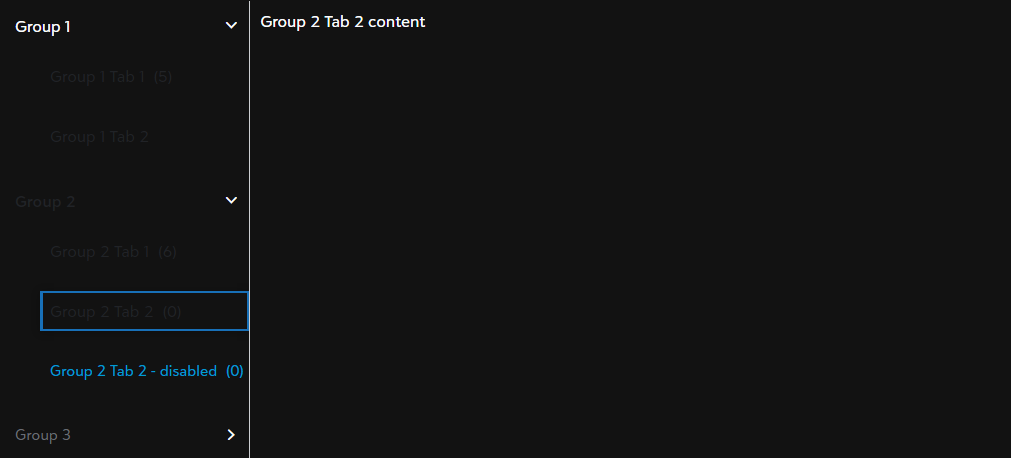 Group 1
Group 2 Tab 2 content
Group 1 Tab 1 (5)
Group 1 Tab 2
Group 2
Group 2 Tab 1 (6)
Group 2 Tab 2 (0)
Group 2 Tab 2 - disabled (0)
Group 3